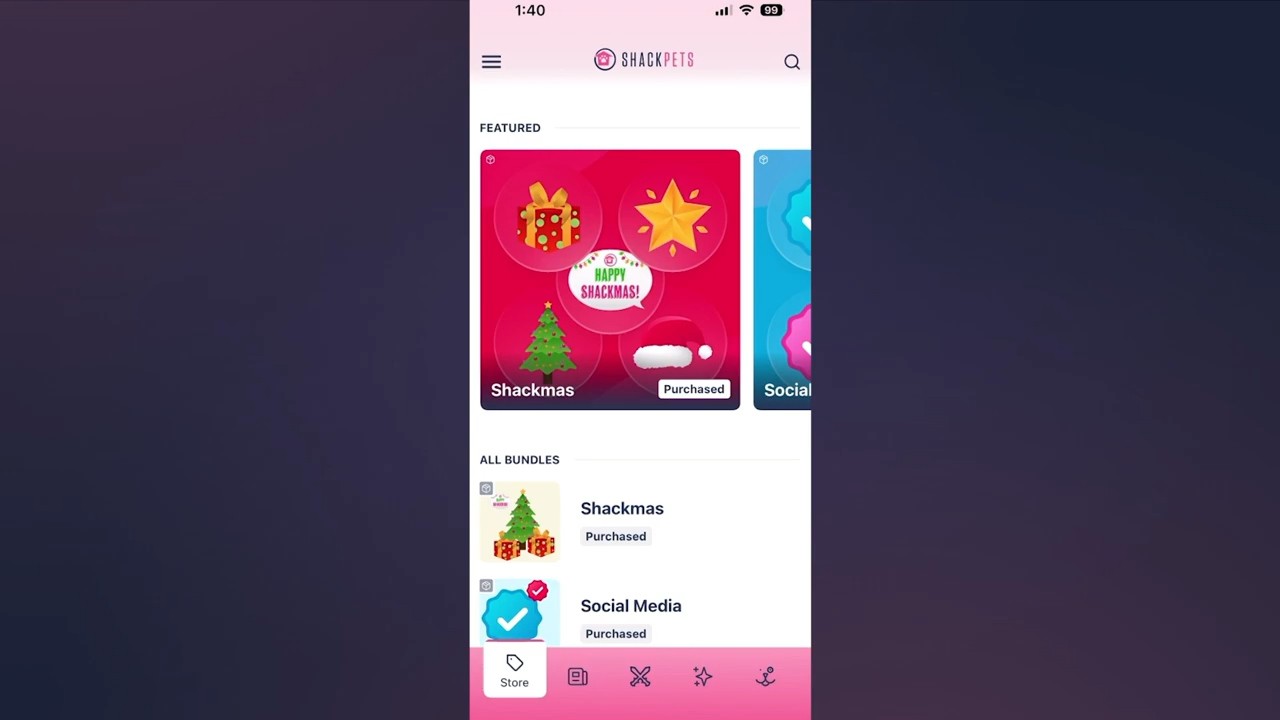 1:40
99
SHACKPETS
FEATURED
HAPPY
SHACKMAS!
Shackmas
Purchased
Social
ALL BUNDLES
Shackmas
Purchased
Social Media
Purchased
Store